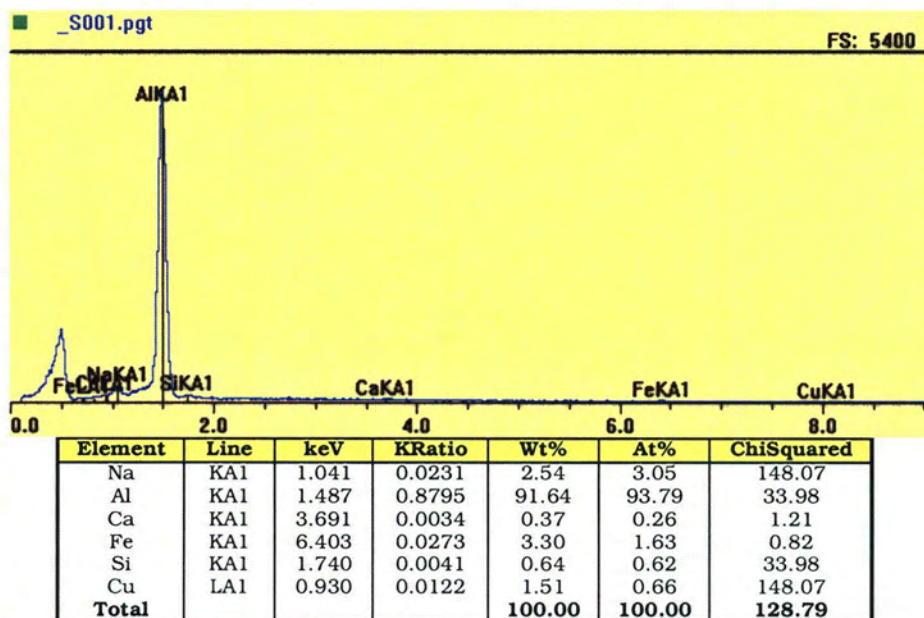 _S001.pgt
FS: 5400
AlKA1
NaKA1
SiKA1
CaKA1
FeKA1
CuKA1
0.0 2.0 4.0 6.0 8.0
Element Line keV KRatio Wt% At% ChiSquared
Na KA1 1.041 0.0231 2.54 3.05 148.07
Al KA1 1.487 0.8795 91.64 93.79 33.98
Ca KA1 3.691 0.0034 0.37 0.26 1.21
Fe KA1 6.403 0.0273 3.30 1.63 0.82
Si KA1 1.740 0.0041 0.64 0.62 33.98
Cu LA1 0.930 0.0122 1.51 0.66 148.07
Total 100.00 100.00 128.79